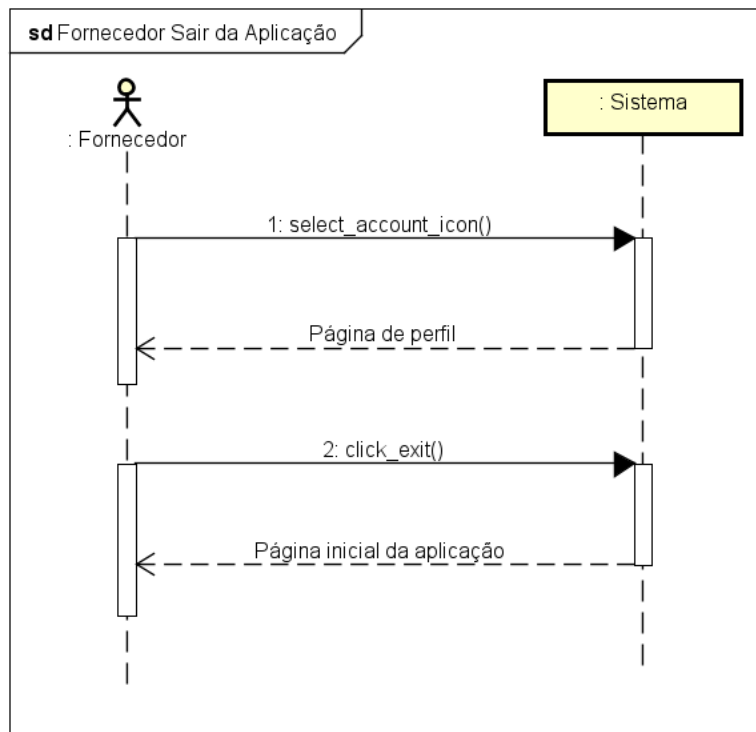 sd Fornecedor Sair da Aplicação
: Fornecedor
: Sistema
1: select_account_icon()
Página de perfil
2: click_exit()
Página inicial da aplicação